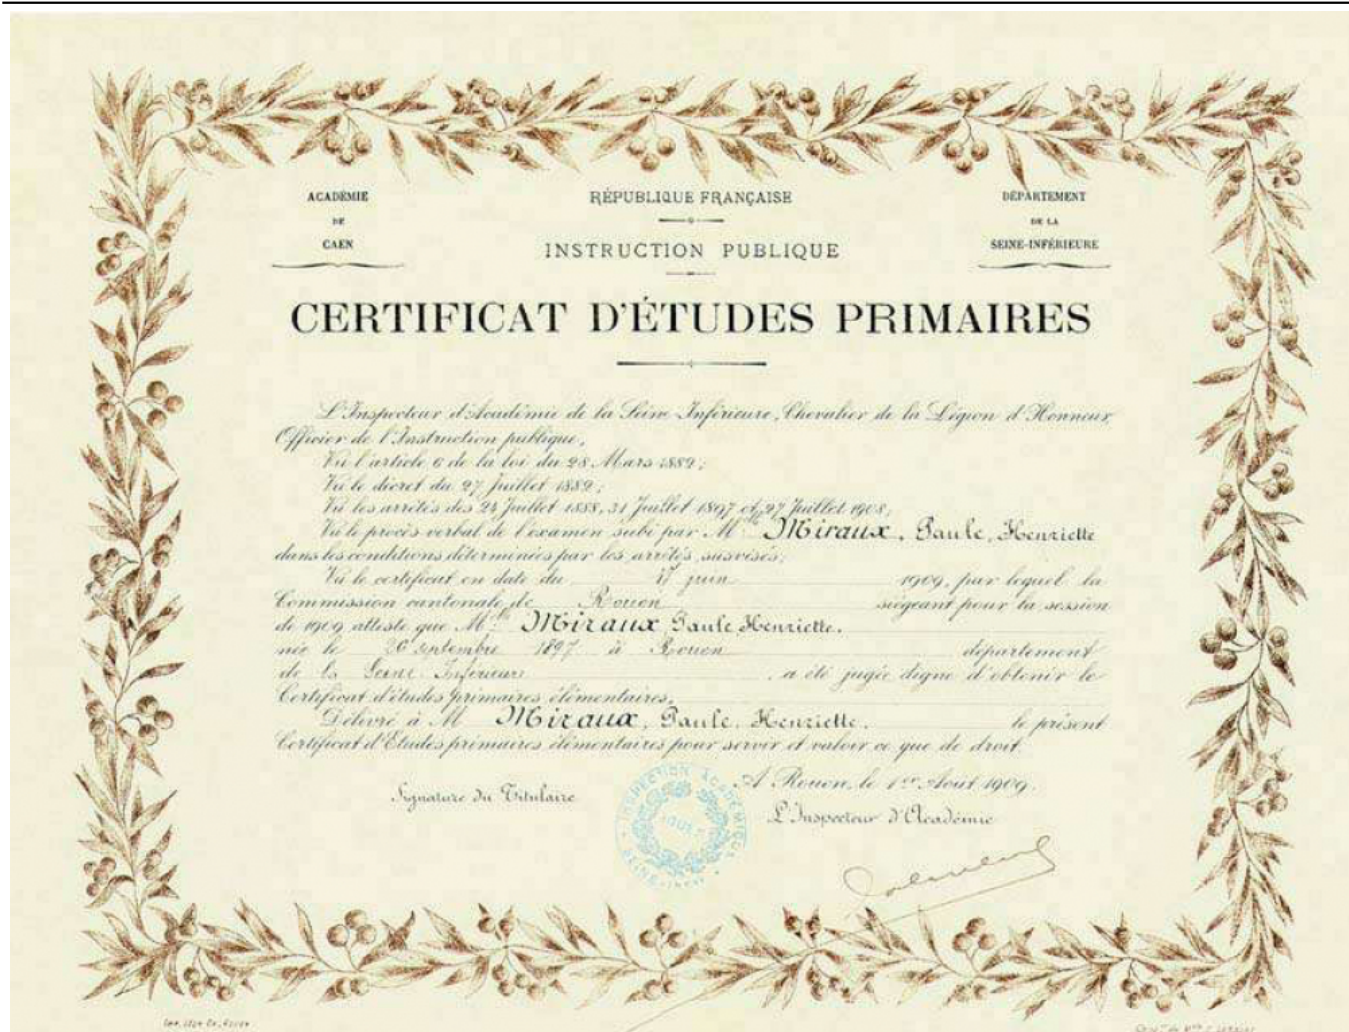 ACADÉMIE
DE
CAEN
RÉPUBLIQUE FRANÇAISE
INSTRUCTION PUBLIQUE
DÉPARTEMENT
DE LA
SEINE-INFÉRIEURE
CERTIFICAT D'ÉTUDES PRIMAIRES
L'Inspecteur d'Académie de la Seine-Inférieure, Chevalier de la Légion d'Honneur,
Officier de l'Instruction publique,
Vu l'article 6 de la loi du 28 Mars 1882;
Vu le décret du 27 Juillet 1882;
Vu les arrêtés des 24 Juillet 1888, 31 Juillet 1897 et 27 Juillet 1908;
Vu le procès-verbal de l'examen subi par Mlle Miraux, Paule, Henriette
dans les conditions déterminées par les arrêtés susvisés;
Vu le certificat en date du juin 1909, par lequel la
Commission cantonale de Rouen siégeant pour la session
de 1909 atteste que Mlle Miraux Paule Henriette.
née le 26 septembre 1897 à Rouen département
de la Seine-Inférieure a été jugée digne d'obtenir le
Certificat d'études primaires élémentaires.
Délivré à M Miraux, Paule, Henriette. le présent
Certificat d'Etudes primaires élémentaires pour servir et valoir ce que de droit.
A Rouen, le 1er Août 1909.
Signature du Titulaire
L'Inspecteur d'Académie
INSPECTION ACADÉMIQUE
ROUEN